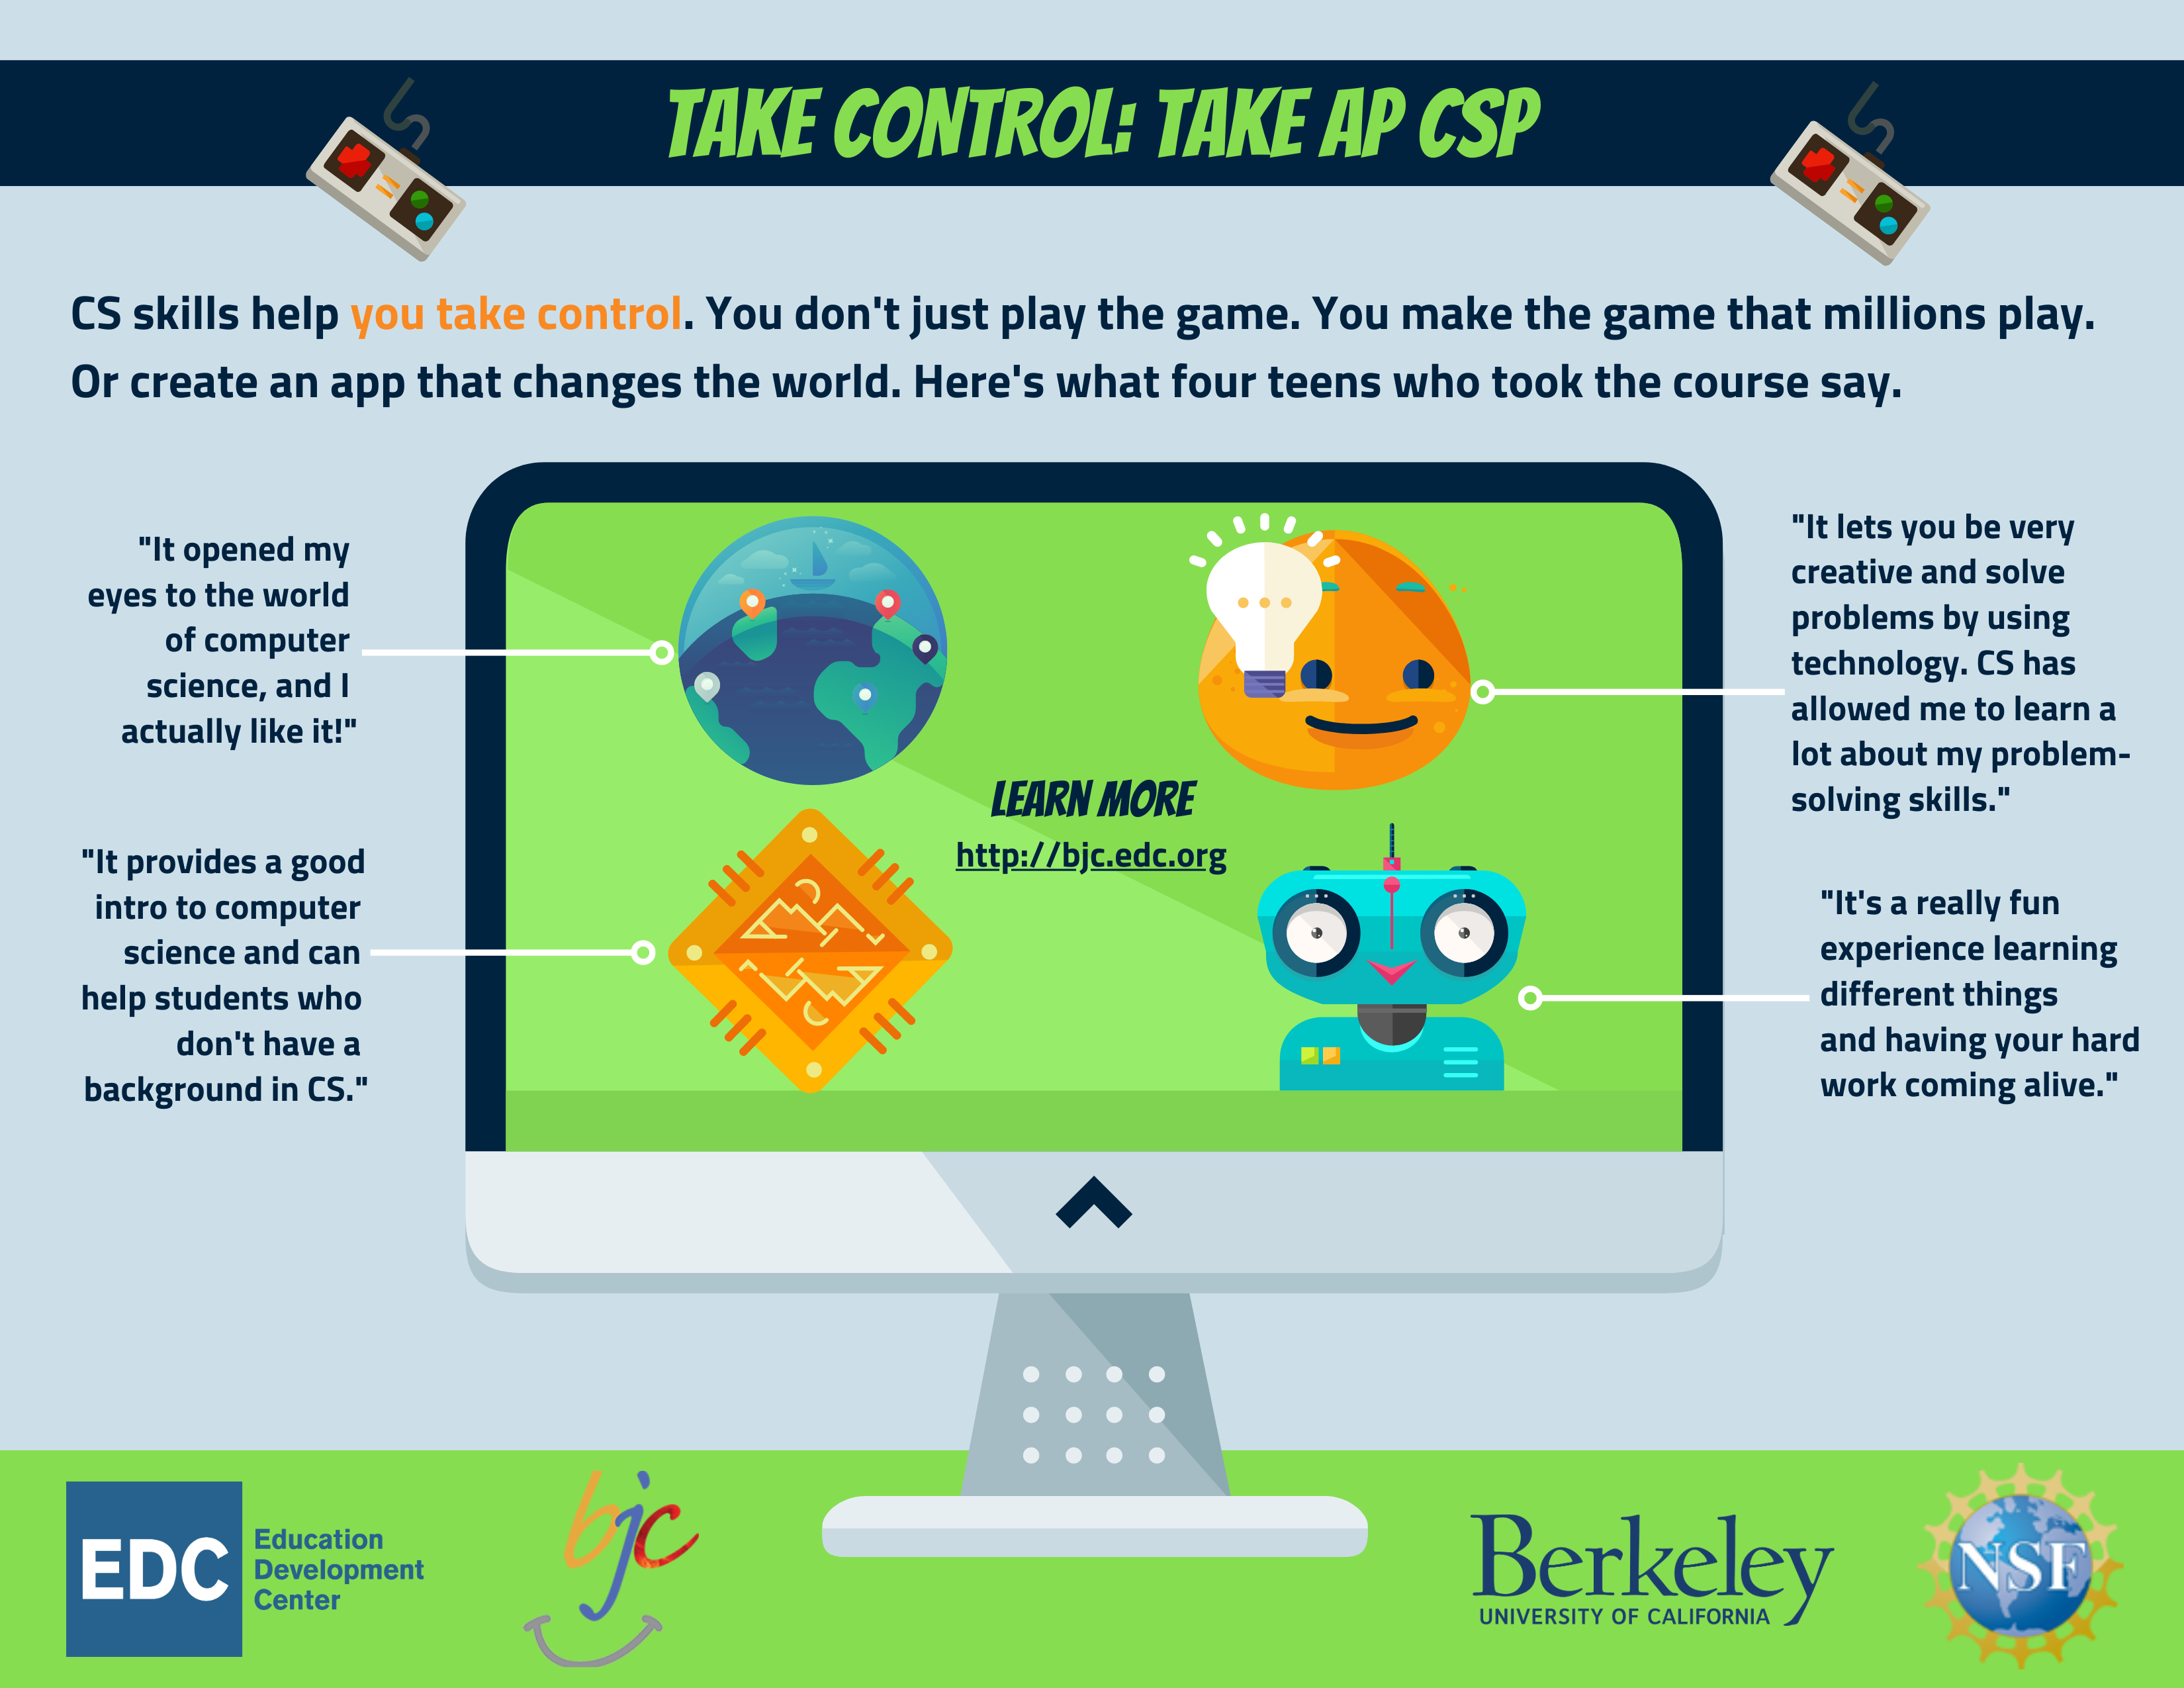 TAKE CONTROL: TAKE AP CSP
CS skills help you take control. You don't just play the game. You make the game that millions play.
Or create an app that changes the world. Here's what four teens who took the course say.
"It opened my
eyes to the world
of computer
science, and I
actually like it!"
"It provides a good
intro to computer
science and can
help students who
don't have a
background in CS."
LEARN MORE
http://bjc.edc.org
"It lets you be very
creative and solve
problems by using
technology. CS has
allowed me to learn a
lot about my problem-
solving skills."
"It's a really fun
experience learning
different things
and having your hard
work coming alive."
EDC
Education
Development
Center
bjc
Berkeley
UNIVERSITY OF CALIFORNIA
NSF